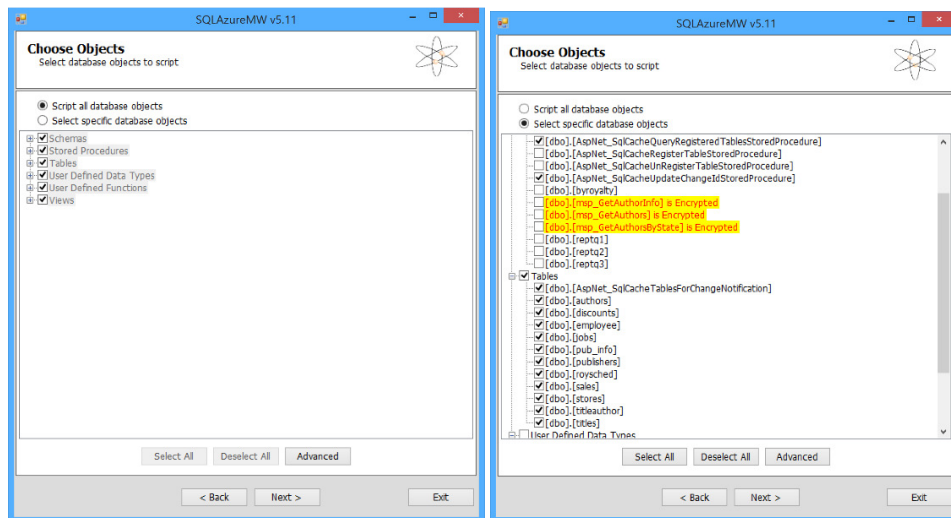 SQLAzureMW v5.11
Choose Objects
Select database objects to script
Script all database objects
Select specific database objects
Schemas
Stored Procedures
Tables
User Defined Data Types
User Defined Functions
Views
Select All
Deselect All
Advanced
< Back
Next >
Exit
SQLAzureMW v5.11
Choose Objects
Select database objects to script
Script all database objects
Select specific database objects
[dbo].[AspNet_SqlCacheQueryRegisteredTablesStoredProcedure]
[dbo].[AspNet_SqlCacheRegisterTableStoredProcedure]
[dbo].[AspNet_SqlCacheUnRegisterTableStoredProcedure]
[dbo].[AspNet_SqlCacheUpdateChangeIdStoredProcedure]
[dbo].[byroyalty]
[dbo].[msp_GetAuthorInfo] is Encrypted
[dbo].[msp_GetAuthors] is Encrypted
[dbo].[msp_GetAuthorsByState] is Encrypted
[dbo].[reptq1]
[dbo].[reptq2]
[dbo].[reptq3]
Tables
[dbo].[AspNet_SqlCacheTablesForChangeNotification]
[dbo].[authors]
[dbo].[discounts]
[dbo].[employee]
[dbo].[jobs]
[dbo].[pub_info]
[dbo].[publishers]
[dbo].[roysched]
[dbo].[sales]
[dbo].[stores]
[dbo].[titleauthor]
[dbo].[titles]
User Defined Data Types
Select All
Deselect All
Advanced
< Back
Next >
Exit